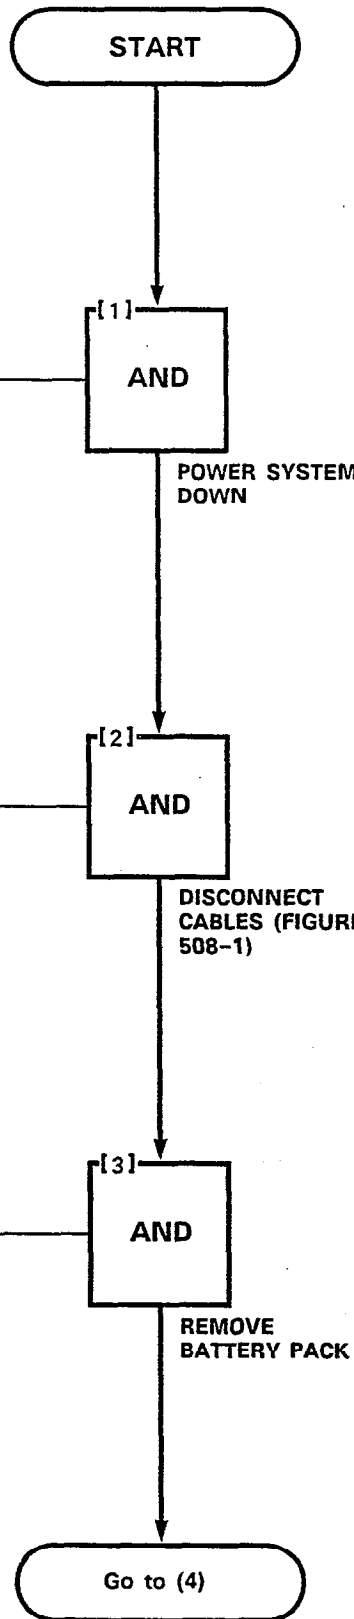 START
[1]
AND
POWER SYSTEM
DOWN
[2]
AND
DISCONNECT
CABLES (FIGURE
508-1)
[3]
AND
REMOVE
BATTERY PACK
Go to (4)